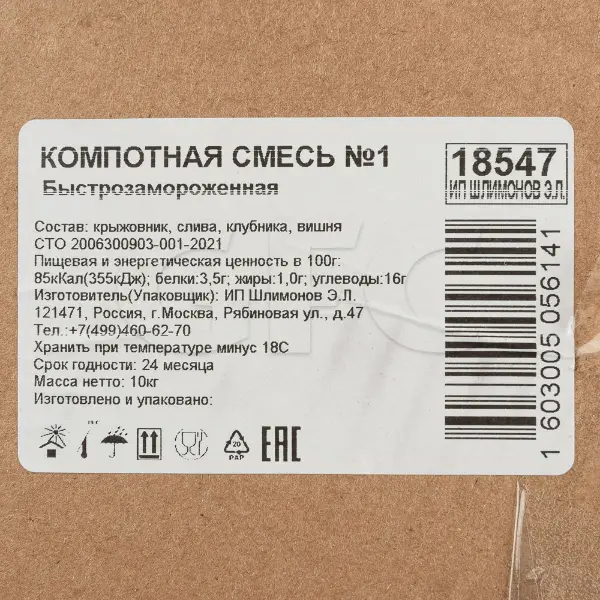 КОМПОТНАЯ СМЕСЬ №1
Быстрозамороженная
18547
ИП ШЛИМОНОВ Э.Л.
Состав: крыжовник, слива, клубника, вишня
СТО 2006300903-001-2021
Пищевая и энергетическая ценность в 100г:
85кКал(355кДж); белки:3,5г; жиры:1,0г; углеводы:16г
Изготовитель(Упаковщик): ИП Шлимонов Э.Л.
121471, Россия, г.Москва, Рябиновая ул., д.47
Тел.:+7(499)460-62-70
Хранить при температуре минус 18С
Срок годности: 24 месяца
Масса нетто: 10кг
Изготовлено и упаковано:
20
PAP
EAC
1 603005 056141